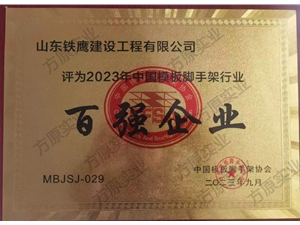 山东铁鹰建设工程有限公司
评为2023年中国模板脚手架行业
百强企业
MBJSJ-029
中国模板脚手架协会
二〇二三年九月
方原实业